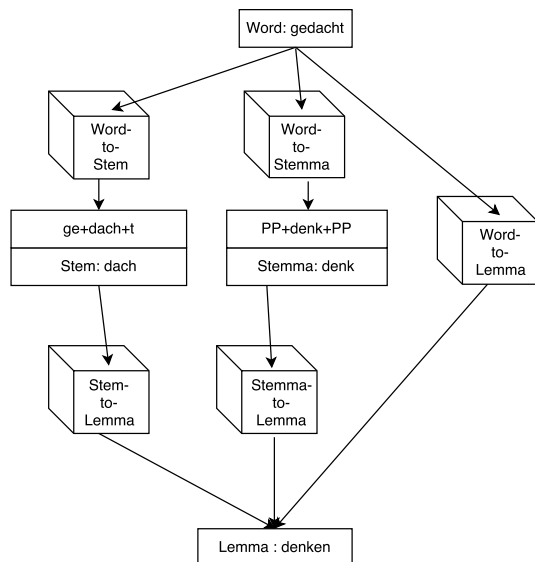 Word: gedacht
Word-
to-
Stem
Word-
to-
Stemma
Word-
to-
Lemma
ge+dach+t
Stem: dach
PP+denk+PP
Stemma: denk
Stem-
to-
Lemma
Stemma-
to-
Lemma
Lemma : denken